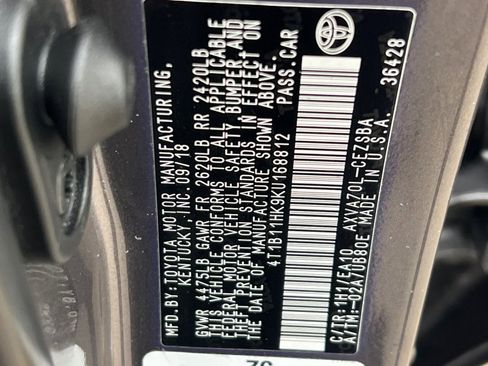 MFD. BY: TOYOTA MOTOR MANUFACTURING,
KENTUCKY, INC. 09/18
GVWR 4475LB GAWR FR 2620LB RR 2420LB
THIS VEHICLE CONFORMS TO ALL APPLICABLE
FEDERAL MOTOR VEHICLE SAFETY, BUMPER AND
THEFT PREVENTION STANDARDS IN EFFECT ON
THE DATE OF MANUFACTURE SHOWN ABOVE.
4T1B11HK9KU168812 PASS.CAR
C/TR:1H1/EA10 AXVA70L-CEZSBA
A/TM:-02A/UB80E MADE IN U.S.A. 36428